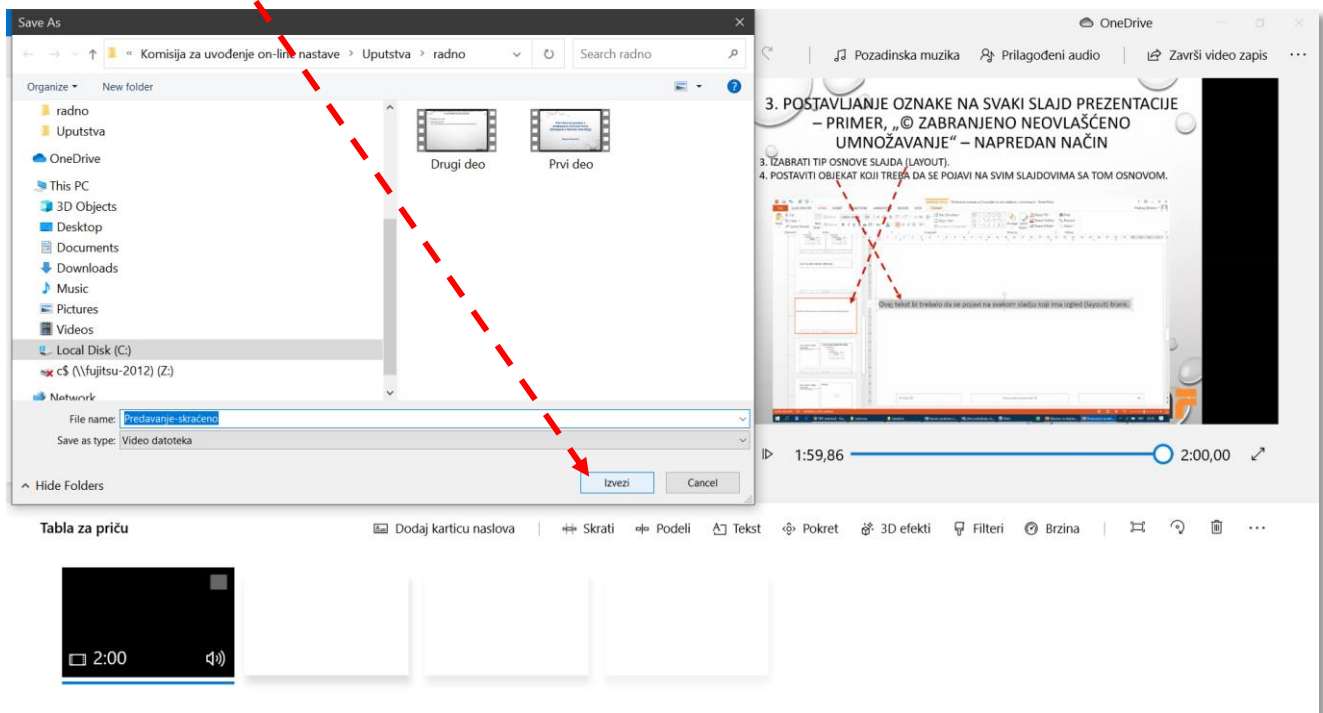 Save As
OneDrive
« Komisija za uvođenje on-line nastave > Uputstva > radno
Search radno
Pozadinska muzika
Prilagođeni audio
Završi video zapis
Organize
New folder
radno
Uputstva
OneDrive
This PC
3D Objects
Desktop
Documents
Downloads
Music
Pictures
Videos
Local Disk (C:)
c$ (\\fujitsu-2012) (Z:)
Network
Drugi deo
Prvi deo
3. POSTAVLJANJE OZNAKE NA SVAKI SLAJD PREZENTACIJE
– PRIMER, „© ZABRANJENO NEOVLAŠĆENO
UMNOŽAVANJE“ – NAPREDAN NAČIN
3. IZABRATI TIP OSNOVE SLAJDA (LAYOUT).
4. POSTAVITI OBJEKAT KOJI TREBA DA SE POJAVI NA SVIM SLAJDOVIMA SA TOM OSNOVOM.
Ovaj tekst bi trebalo da se pojavi na svakom sladju koji ima izgled (layout) blank.
File name: Predavanje-skraćeno
Save as type: Video datoteka
Hide Folders
Izvezi
Cancel
1:59,86
2:00,00
Tabla za priču
Dodaj karticu naslova
Skrati
Podeli
Tekst
Pokret
3D efekti
Filteri
Brzina
2:00